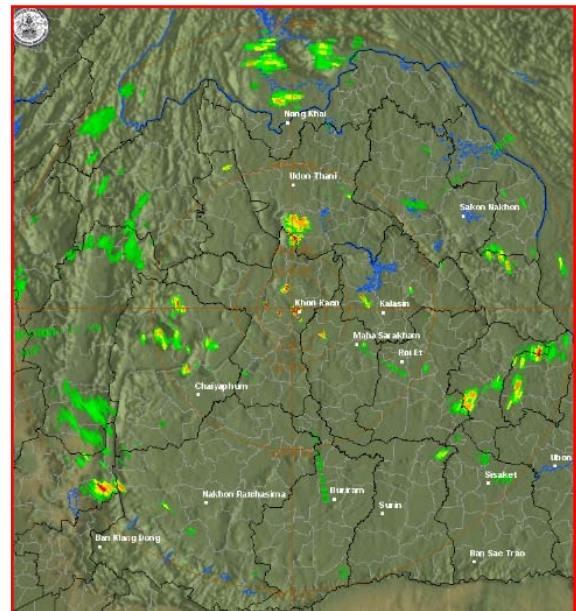 Nong Khai
Udon Thani
Sakon Nakhon
Khon Kaen
Kalasin
Maha Sarakham
Roi Et
Chaiyaphum
Ubon
Sisaket
Nakhon Ratchasima
Buriram
Surin
Ban Klang Dong
Ban Sae Trao